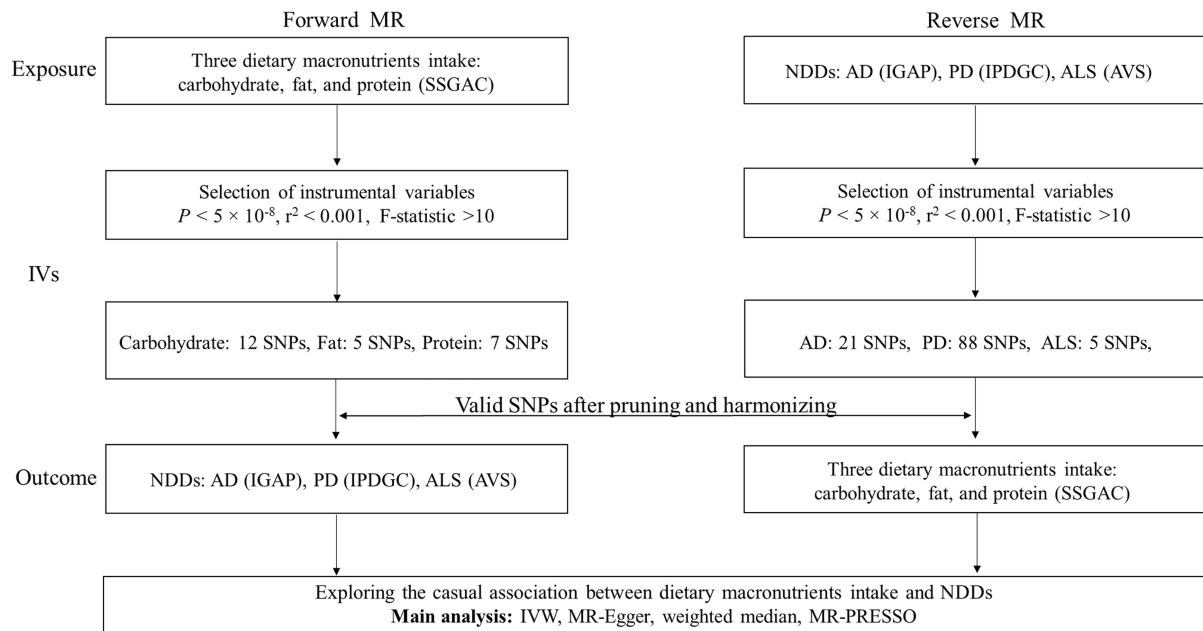 Forward MR
Reverse MR
Exposure
Three dietary macronutrients intake:
carbohydrate, fat, and protein (SSGAC)
NDDs: AD (IGAP), PD (IPDGC), ALS (AVS)
Selection of instrumental variables
P < 5 × 10-8, r2 < 0.001, F-statistic >10
Selection of instrumental variables
P < 5 × 10-8, r2 < 0.001, F-statistic >10
IVs
Carbohydrate: 12 SNPs, Fat: 5 SNPs, Protein: 7 SNPs
AD: 21 SNPs, PD: 88 SNPs, ALS: 5 SNPs,
Valid SNPs after pruning and harmonizing
Outcome
NDDs: AD (IGAP), PD (IPDGC), ALS (AVS)
Three dietary macronutrients intake:
carbohydrate, fat, and protein (SSGAC)
Exploring the casual association between dietary macronutrients intake and NDDs
Main analysis: IVW, MR-Egger, weighted median, MR-PRESSO